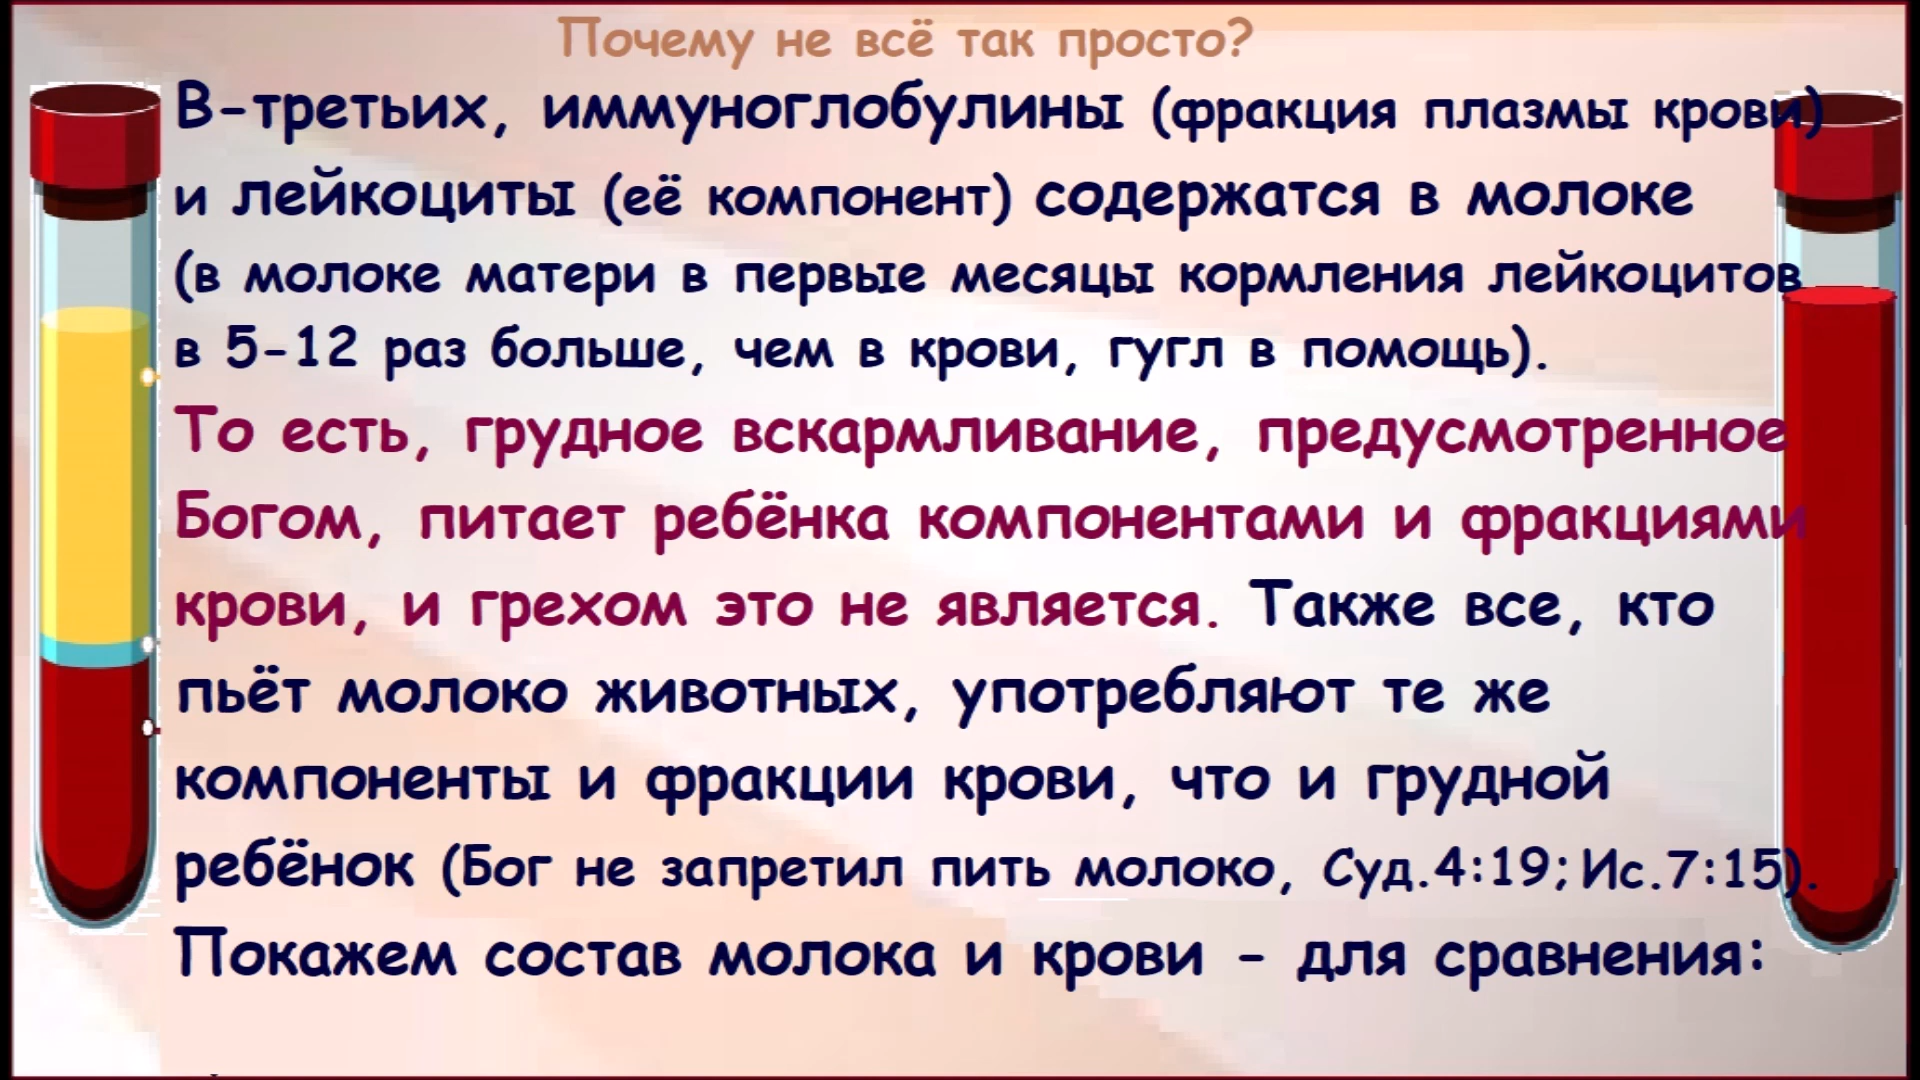 Почему не всё так просто?
В-третьих, иммуноглобулины (фракция плазмы крови)
и лейкоциты (её компонент) содержатся в молоке
(в молоке матери в первые месяцы кормления лейкоцитов
в 5-12 раз больше, чем в крови, гугл в помощь).
То есть, грудное вскармливание, предусмотренное
Богом, питает ребёнка компонентами и фракциями
крови, и грехом это не является. Также все, кто
пьёт молоко животных, употребляют те же
компоненты и фракции крови, что и грудной
ребёнок (Бог не запретил пить молоко, Суд.4:19; Ис.7:15).
Покажем состав молока и крови - для сравнения: